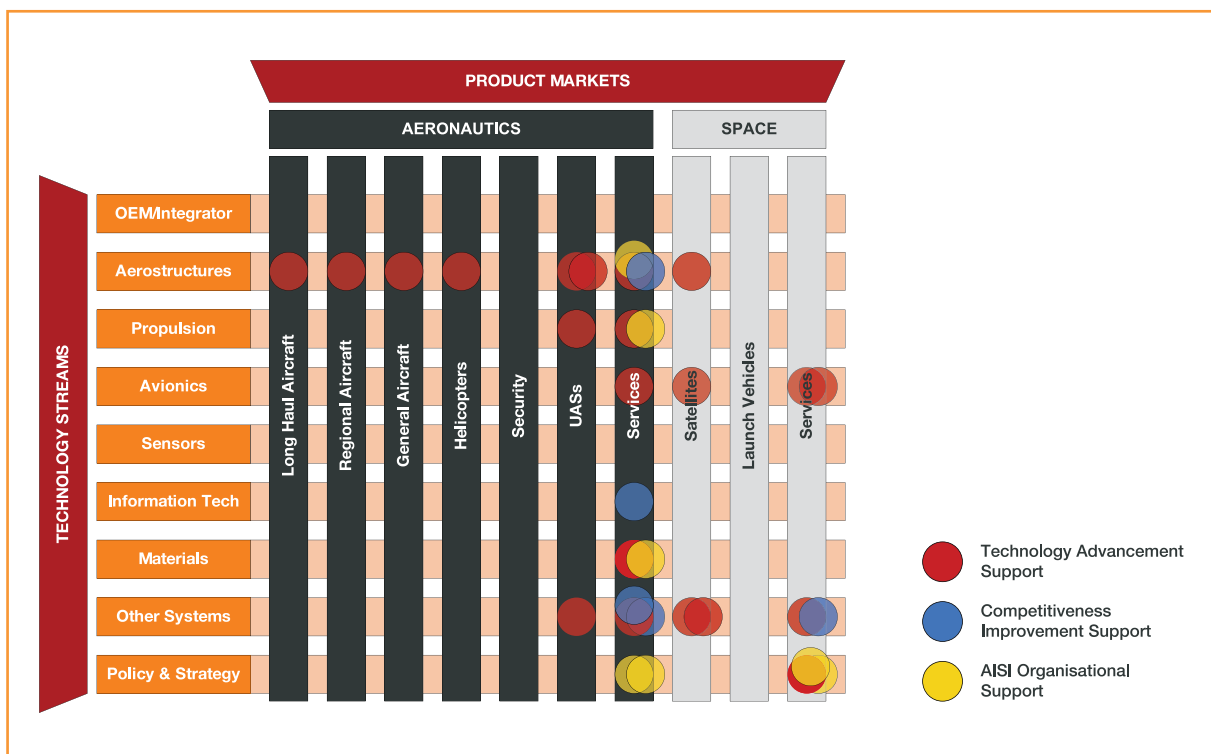 PRODUCT MARKETS
AERONAUTICS
SPACE
TECHNOLOGY STREAMS
OEM/Integrator
Aerostructures
Propulsion
Avionics
Sensors
Information Tech
Materials
Other Systems
Policy & Strategy
Long Haul Aircraft
Regional Aircraft
General Aircraft
Helicopters
Security
UASs
Services
Satellites
Launch Vehicles
Services
Technology Advancement
Support
Competitiveness
Improvement Support
AISI Organisational
Support